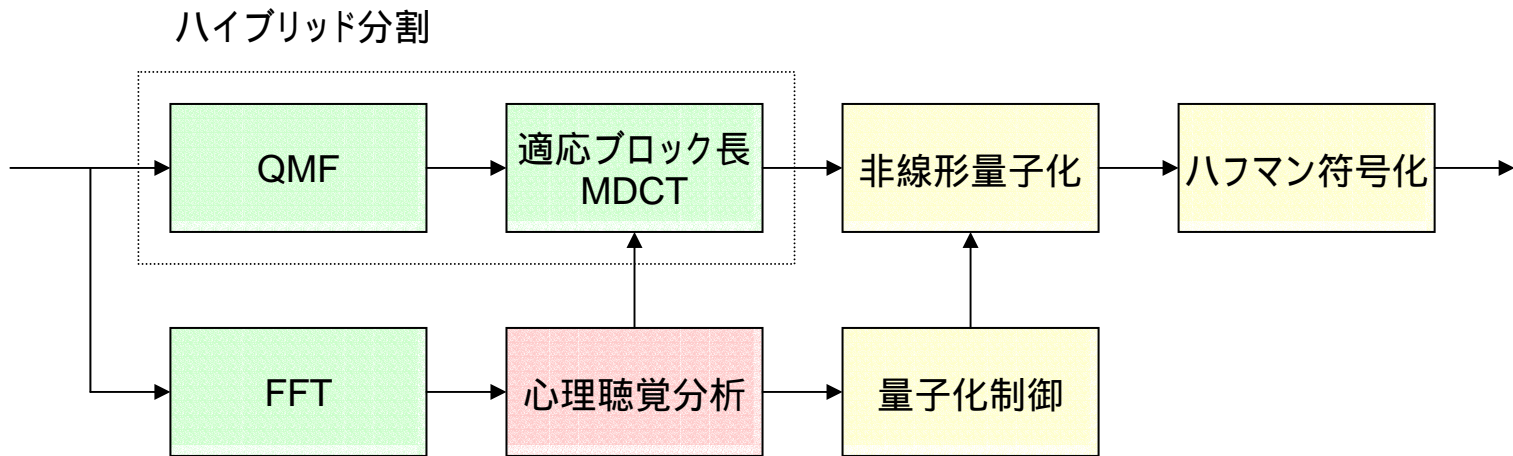 ハイブリッド分割
QMF
適応ブロック長
MDCT
非線形量子化
ハフマン符号化
FFT
心理聴覚分析
量子化制御